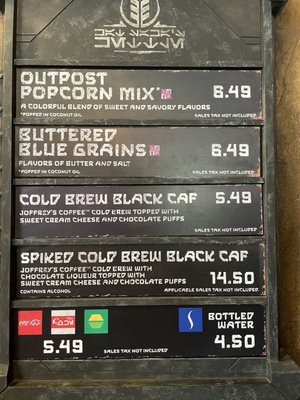 OUTPOST
POPCORN MIX* 6.49
A COLORFUL BLEND OF SWEET AND SAVORY FLAVORS
*POPPED IN COCONUT OIL SALES TAX NOT INCLUDED
BUTTERED
BLUE GRAINS* 6.49
FLAVORS OF BUTTER AND SALT
*POPPED IN COCONUT OIL SALES TAX NOT INCLUDED
COLD BREW BLACK CAF 5.49
JOFFREY'S COFFEE™ COLD BREW TOPPED WITH
SWEET CREAM CHEESE AND CHOCOLATE PUFFS
SALES TAX NOT INCLUDED
SPIKED COLD BREW BLACK CAF
JOFFREY'S COFFEE™ COLD BREW WITH
CHOCOLATE LIQUEUR TOPPED WITH 14.50
SWEET CREAM CHEESE AND CHOCOLATE PUFFS
CONTAINS ALCOHOL APPLICABLE SALES TAX NOT INCLUDED
BOTTLED
WATER
5.49 SALES TAX NOT INCLUDED 4.50